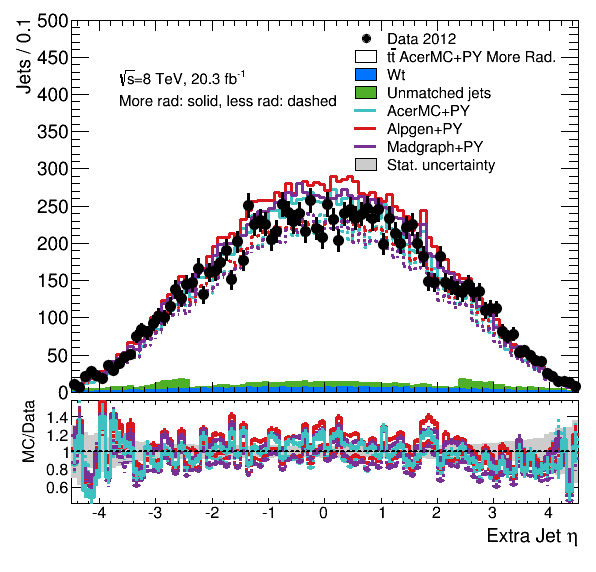 Jets / 0.1
500
450
400
350
300
250
200
150
100
50
0
√s=8 TeV, 20.3 fb-1
More rad: solid, less rad: dashed
Data 2012
tt̄ AcerMC+PY More Rad.
Wt
Unmatched jets
AcerMC+PY
Alpgen+PY
Madgraph+PY
Stat. uncertainty
MC/Data
1.4
1.2
1
0.8
0.6
-4 -3 -2 -1 0 1 2 3 4
Extra Jet η